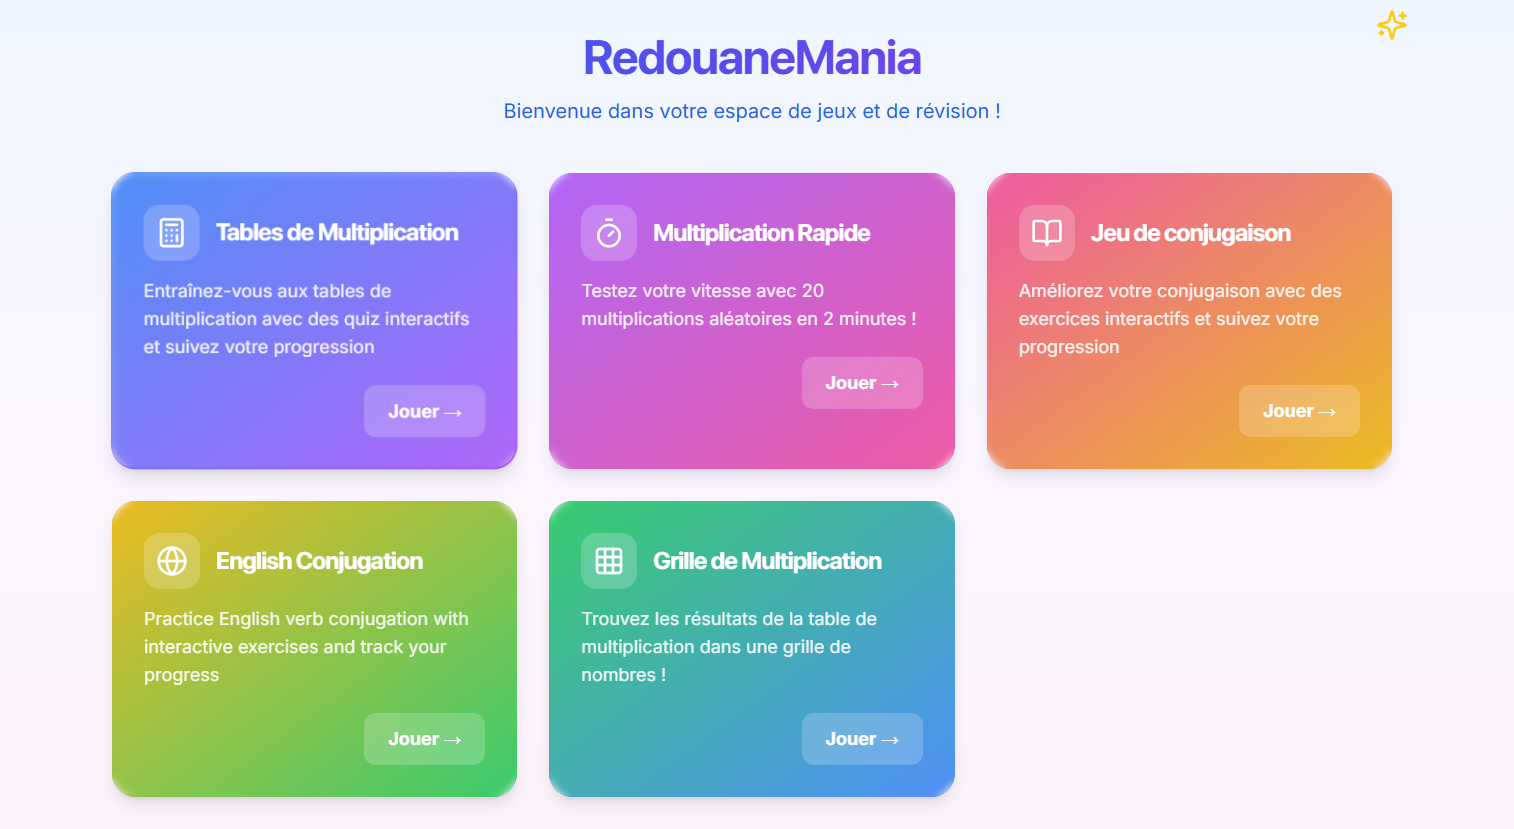 RedouaneMania
Bienvenue dans votre espace de jeux et de révision !
Tables de Multiplication
Entraînez-vous aux tables de
multiplication avec des quiz interactifs
et suivez votre progression
Jouer →
Multiplication Rapide
Testez votre vitesse avec 20
multiplications aléatoires en 2 minutes !
Jouer →
Jeu de conjugaison
Améliorez votre conjugaison avec des
exercices interactifs et suivez votre
progression
Jouer →
English Conjugation
Practice English verb conjugation with
interactive exercises and track your
progress
Jouer →
Grille de Multiplication
Trouvez les résultats de la table de
multiplication dans une grille de
nombres !
Jouer →